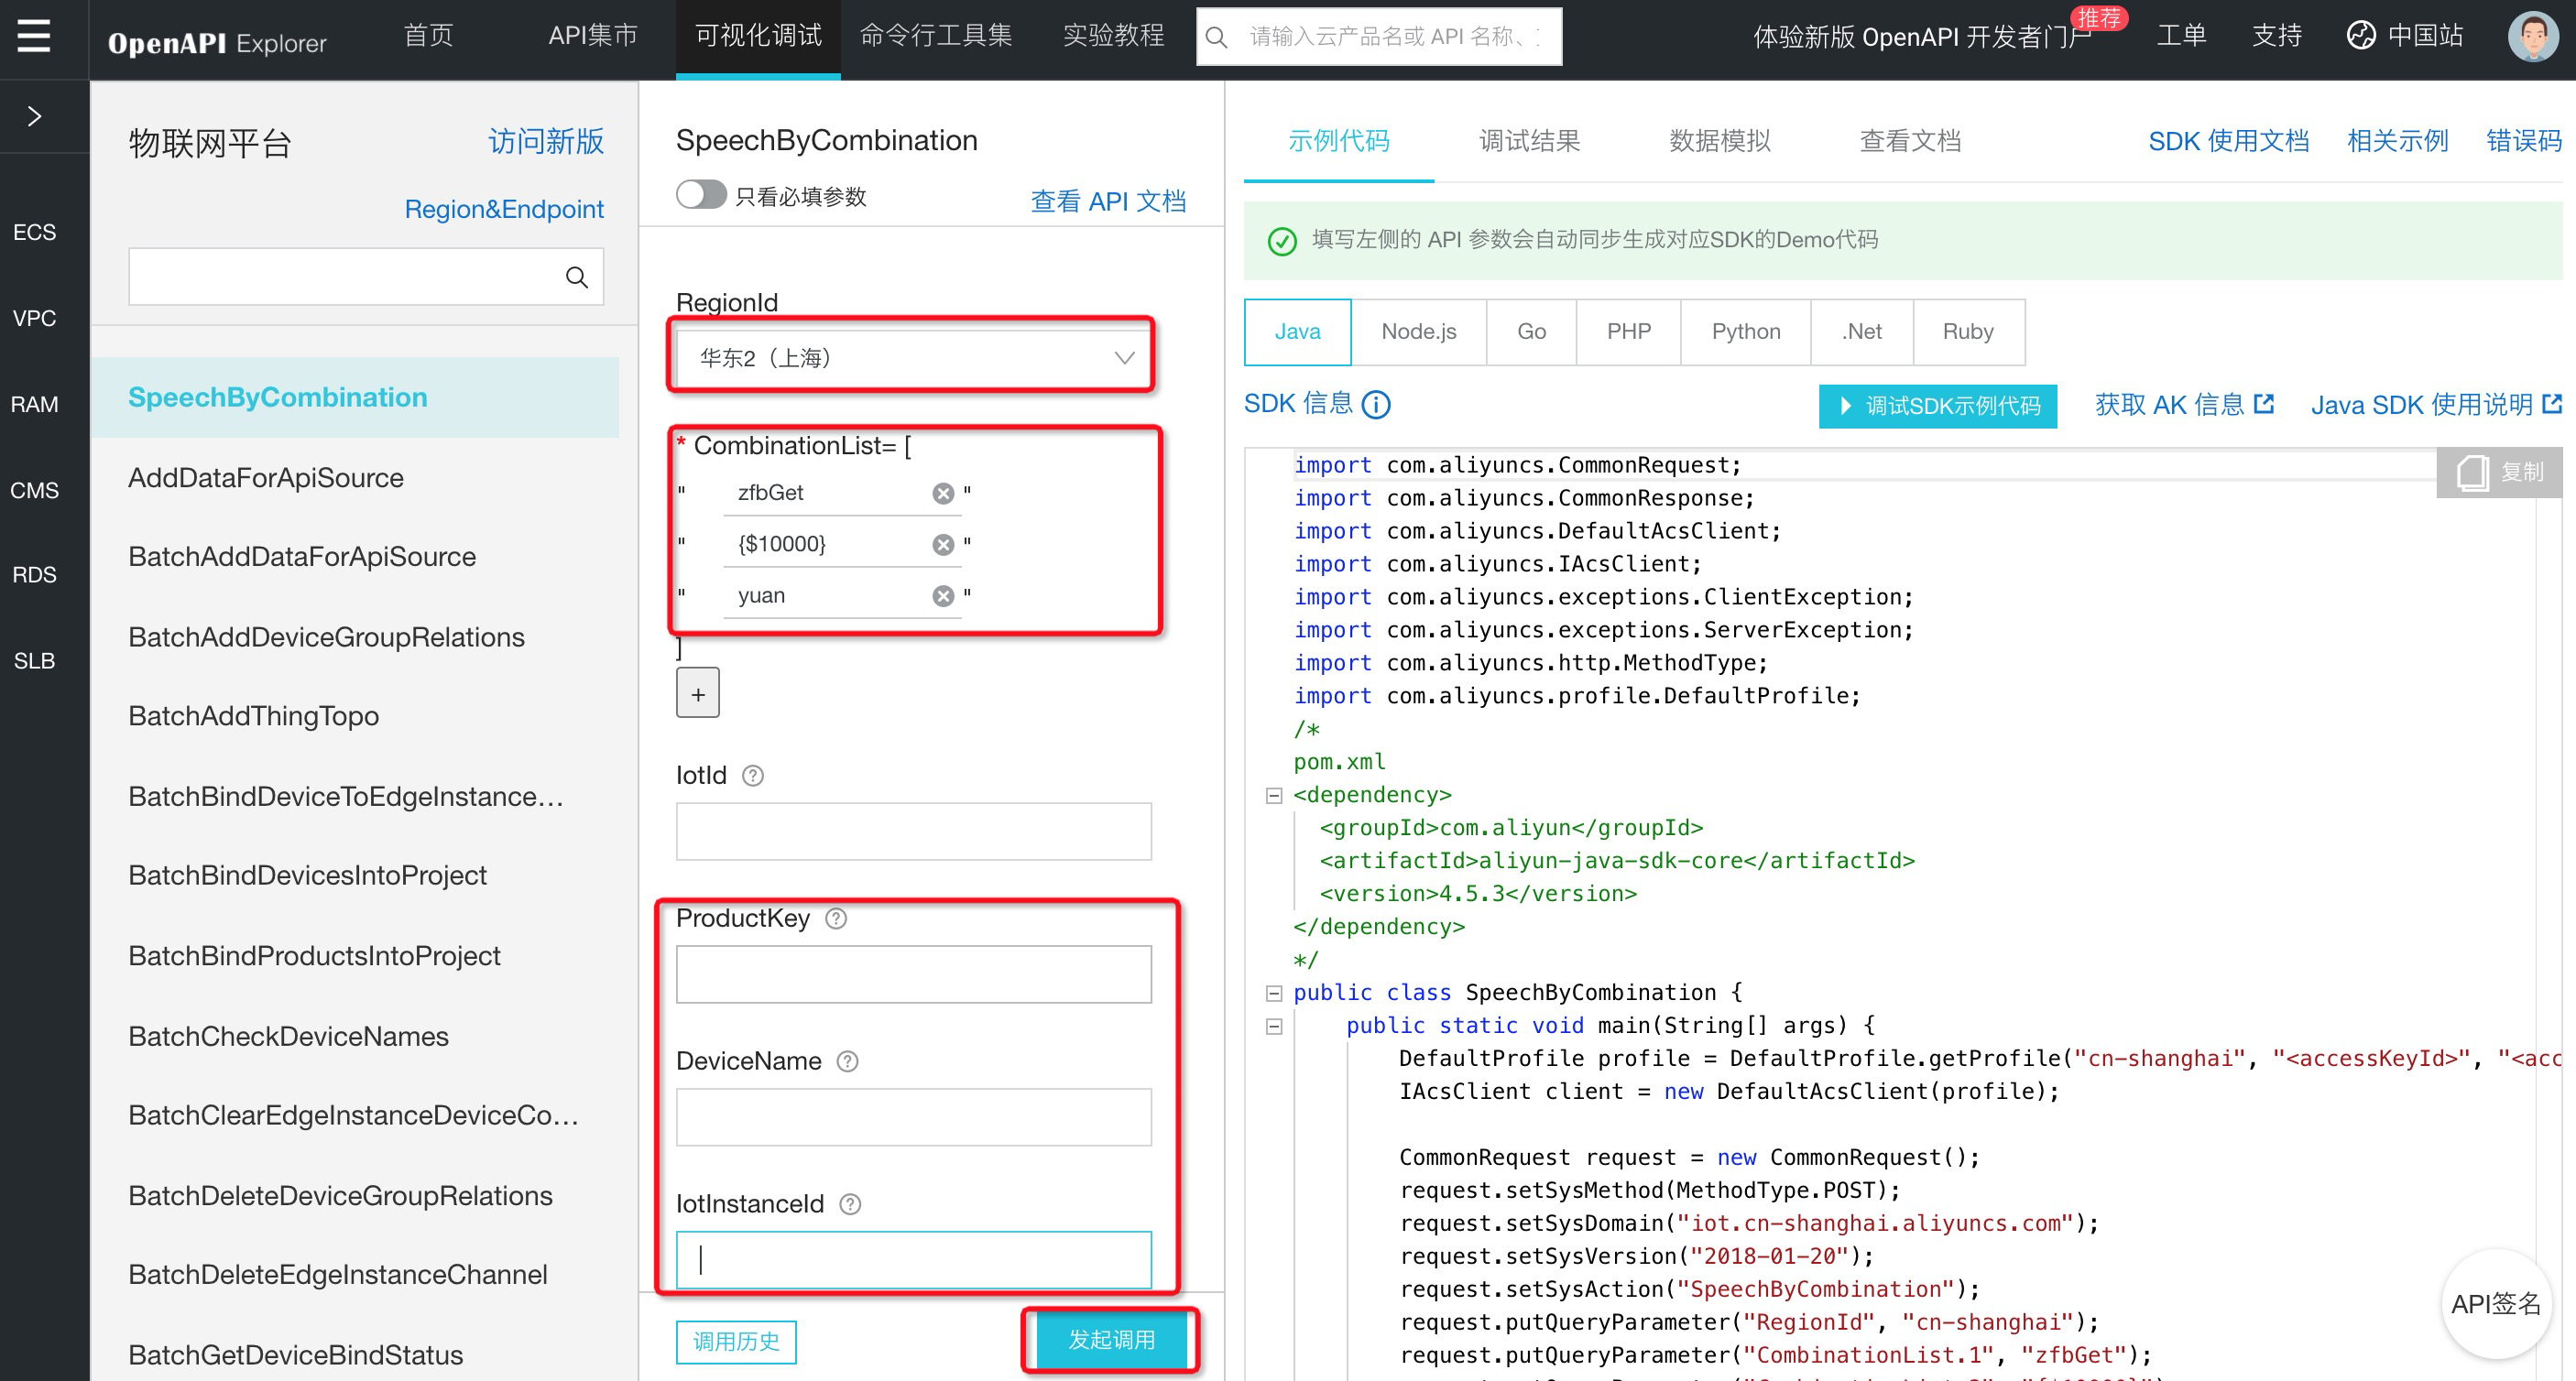 OpenAPI Explorer
首页
API集市
可视化调试
命令行工具集
实验教程
请输入云产品名或 API 名称、
体验新版 OpenAPI 开发者门户
推荐
工单
支持
中国站
ECS
VPC
RAM
CMS
RDS
SLB
物联网平台
访问新版
Region&Endpoint
SpeechByCombination
AddDataForApiSource
BatchAddDataForApiSource
BatchAddDeviceGroupRelations
BatchAddThingTopo
BatchBindDeviceToEdgeInstance...
BatchBindDevicesIntoProject
BatchBindProductsIntoProject
BatchCheckDeviceNames
BatchClearEdgeInstanceDeviceCo...
BatchDeleteDeviceGroupRelations
BatchDeleteEdgeInstanceChannel
BatchGetDeviceBindStatus
SpeechByCombination
只看必填参数
查看 API 文档
RegionId
华东2（上海）
* CombinationList= [
" zfbGet "
" {$10000} "
" yuan "
]
+
IotId
ProductKey
DeviceName
IotInstanceId
调用历史
发起调用
示例代码
调试结果
数据模拟
查看文档
SDK 使用文档
相关示例
错误码
填写左侧的 API 参数会自动同步生成对应SDK的Demo代码
Java
Node.js
Go
PHP
Python
.Net
Ruby
SDK 信息
调试SDK示例代码
获取 AK 信息
Java SDK 使用说明
复制
import com.aliyuncs.CommonRequest;
import com.aliyuncs.CommonResponse;
import com.aliyuncs.DefaultAcsClient;
import com.aliyuncs.IAcsClient;
import com.aliyuncs.exceptions.ClientException;
import com.aliyuncs.exceptions.ServerException;
import com.aliyuncs.http.MethodType;
import com.aliyuncs.profile.DefaultProfile;
/*
pom.xml
<dependency>
<groupId>com.aliyun</groupId>
<artifactId>aliyun-java-sdk-core</artifactId>
<version>4.5.3</version>
</dependency>
*/
public class SpeechByCombination {
public static void main(String[] args) {
DefaultProfile profile = DefaultProfile.getProfile("cn-shanghai", "<accessKeyId>", "<acc
IAcsClient client = new DefaultAcsClient(profile);
CommonRequest request = new CommonRequest();
request.setSysMethod(MethodType.POST);
request.setSysDomain("iot.cn-shanghai.aliyuncs.com");
request.setSysVersion("2018-01-20");
request.setSysAction("SpeechByCombination");
request.putQueryParameter("RegionId", "cn-shanghai");
request.putQueryParameter("CombinationList.1", "zfbGet");
API签名